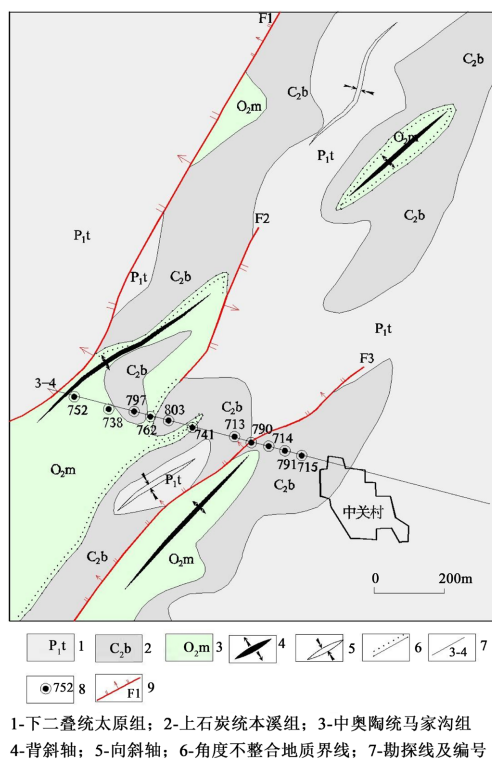 F1
C₂b
C₂b
O₂m
O₂m
P₁t
C₂b
F2
P₁t
P₁t
C₂b
P₁t
F3
3-4
C₂b
752
738
797
762
803
741
C₂b
713
790
714
791
715
O₂m
P₁t
C₂b
中关村
C₂b
O₂m
0 200m
P₁t 1 C₂b 2 O₂m 3 4 5 6 3-4 7
752 8 F1 9
1-下二叠统太原组；2-上石炭统本溪组；3-中奥陶统马家沟组
4-背斜轴；5-向斜轴；6-角度不整合地质界线；7-勘探线及编号